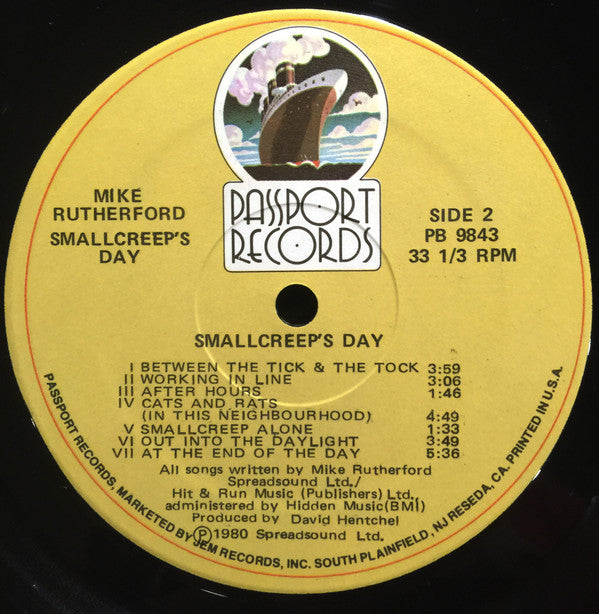 PASSPORT
RECORDS
MIKE
RUTHERFORD
SMALLCREEP'S
DAY
SIDE 2
PB 9843
33 1/3 RPM
SMALLCREEP'S DAY
I BETWEEN THE TICK & THE TOCK 3:59
II WORKING IN LINE 3:06
III AFTER HOURS 1:46
IV CATS AND RATS
(IN THIS NEIGHBOURHOOD) 4:49
V SMALLCREEP ALONE 1:33
VI OUT INTO THE DAYLIGHT 3:49
VII AT THE END OF THE DAY 5:36
All songs written by Mike Rutherford
Spreadsound Ltd./
Hit & Run Music (Publishers) Ltd.
administered by Hidden Music(BMI)
Produced by David Hentchel
Ⓟ1980 Spreadsound Ltd.
PASSPORT RECORDS, MARKETED BY JEM RECORDS, INC. SOUTH PLAINFIELD, NJ RESEDA, CA. PRINTED IN U.S.A.